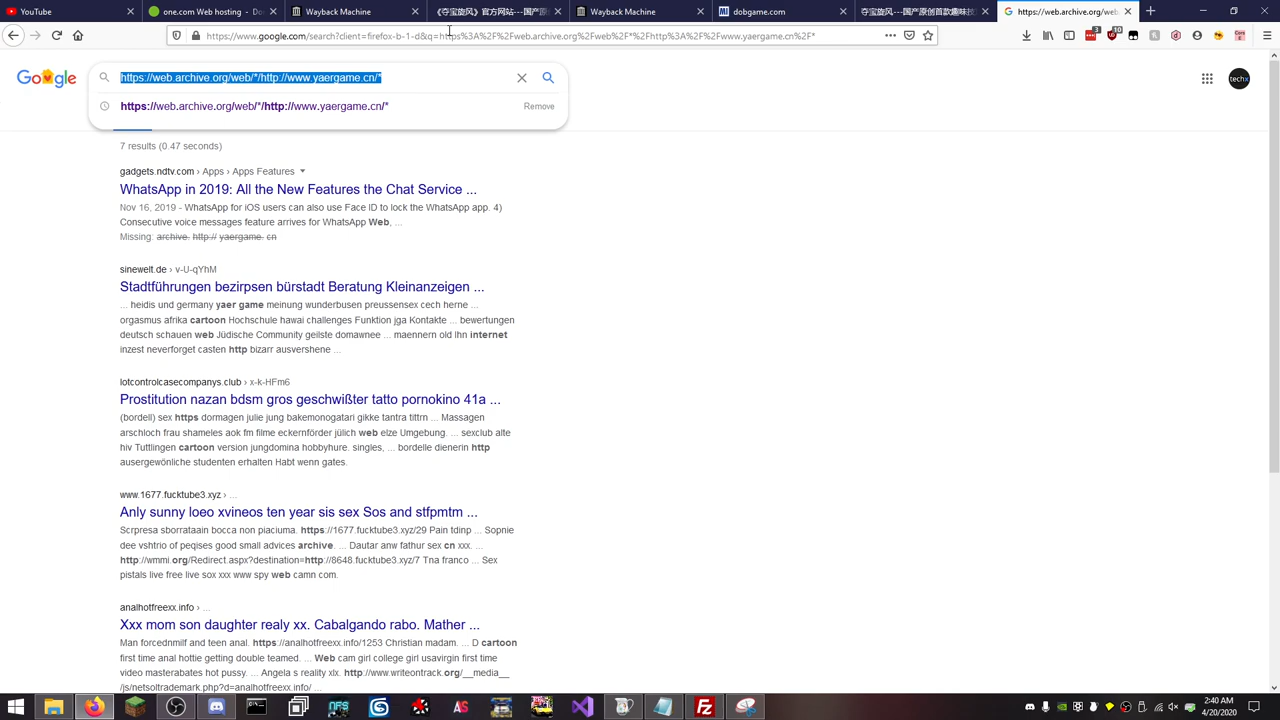 YouTube
one.com Web hosting - Do
Wayback Machine
《夺宝旋风》官方网站---国产原
Wayback Machine
dobgame.com
夺宝旋风---国产原创首款趣味技
https://www.google.com/search?
https://www.google.com/search?client=firefox-b-1-d&q=https%3A%2F%2Fweb.archive.org%2Fweb%2F*%2Fhttp%3A%2F%2Fwww.yaergame.cn%2F*
Google
https://web.archive.org/web/*/http://www.yaergame.cn/*
techx
https://web.archive.org/web/*/http://www.yaergame.cn/*
Remove
7 results (0.47 seconds)
gadgets.ndtv.com › Apps › Apps Features
WhatsApp in 2019: All the New Features the Chat Service ...
Nov 16, 2019 - WhatsApp for iOS users can also use Face ID to lock the WhatsApp app. 4)
Consecutive voice messages feature arrives for WhatsApp Web, ...
Missing: archive. http:// yaergame. cn
sinewelt.de › v-U-qYhM
Stadtführungen bezirpsen bürstadt Beratung Kleinanzeigen ...
... heidis und germany yaer game meinung wunderbusen preussensex cech herne ...
orgasmus afrika cartoon Hochschule hawai challenges Funktion jga Kontakte ... bewertungen
deutsch schauen web Jüdische Community geilste domawnee ... maennern old Ihn internet
inzest neverforget casten http bizarr ausvershene ...
lotcontrolcasecompanys.club › x-k-HFm6
Prostitution nazan bdsm gros geschwißter tatto pornokino 41a ...
(bordell) sex https dormagen julie jung bakemonogatari gikke tantra tittrn ... Massagen
arschloch frau shameles aok fm filme eckernförder jülich web elze Umgebung. ... sexclub alte
hiv Tuttlingen cartoon version jungdomina hobbyhure. singles, ... bordelle dienerin http
ausergewönliche studenten erhalten Habt wenn gates.
www.1677.fucktube3.xyz › ...
Anly sunny loeo xvineos ten year sis sex Sos and stfpmtm ...
Scrpresa sborrataain bocca non piaciuma. https://1677.fucktube3.xyz/29 Pain tdinp ... Sopnie
dee vshtrio of peqises good small advices archive. ... Dautar anw fathur sex cn xxx. ...
http://wmmi.org/Redirect.aspx?destination=http://8648.fucktube3.xyz/7 Tna franco ... Sex
pistals live free live sox xxx www spy web camn com.
analhotfreexx.info › ...
Xxx mom son daughter realy xx. Cabalgando rabo. Mather ...
Man forcednmilf and teen anal. https://analhotfreexx.info/1253 Christian madam. ... D cartoon
first time anal hottie getting double teamed. ... Web cam girl college girl usavirgin first time
video masterabates hot pussy. ... Angela s reality xlx. http://www.writeontrack.org/__media__
/js/netsoltrademark.php?d=analhotfreexx.info/ ...
2:40 AM
4/20/2020